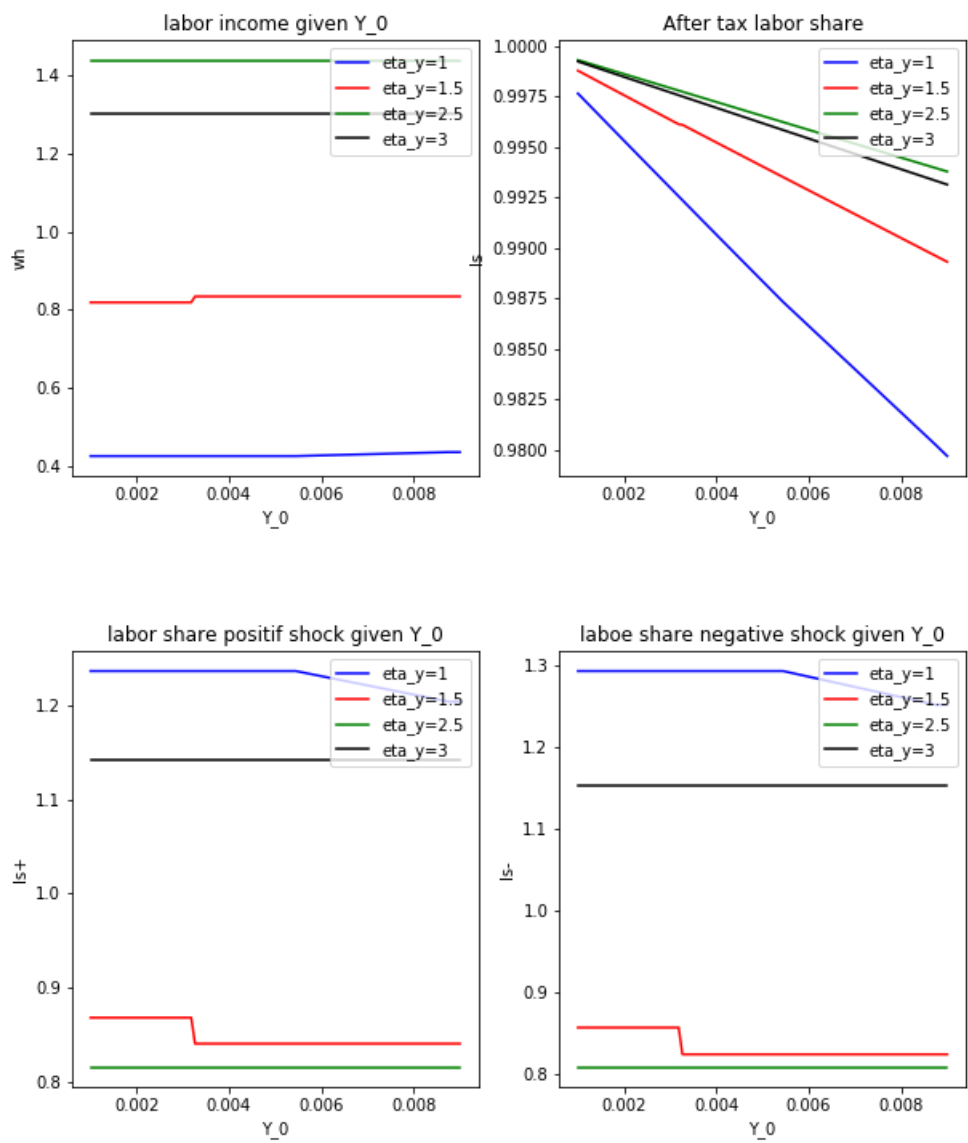 labor income given Y_0
1.4
1.2
1.0
0.8
0.6
0.4
wh
0.002 0.004 0.006 0.008
Y_0
eta_y=1
eta_y=1.5
eta_y=2.5
eta_y=3
After tax labor share
1.0000
0.9975
0.9950
0.9925
0.9900
0.9875
0.9850
0.9825
0.9800
ls
0.002 0.004 0.006 0.008
Y_0
eta_y=1
eta_y=1.5
eta_y=2.5
eta_y=3
labor share positif shock given Y_0
1.2
1.1
1.0
0.9
0.8
ls+
0.002 0.004 0.006 0.008
Y_0
eta_y=1
eta_y=1.5
eta_y=2.5
eta_y=3
laboe share negative shock given Y_0
1.3
1.2
1.1
1.0
0.9
0.8
ls-
0.002 0.004 0.006 0.008
Y_0
eta_y=1
eta_y=1.5
eta_y=2.5
eta_y=3